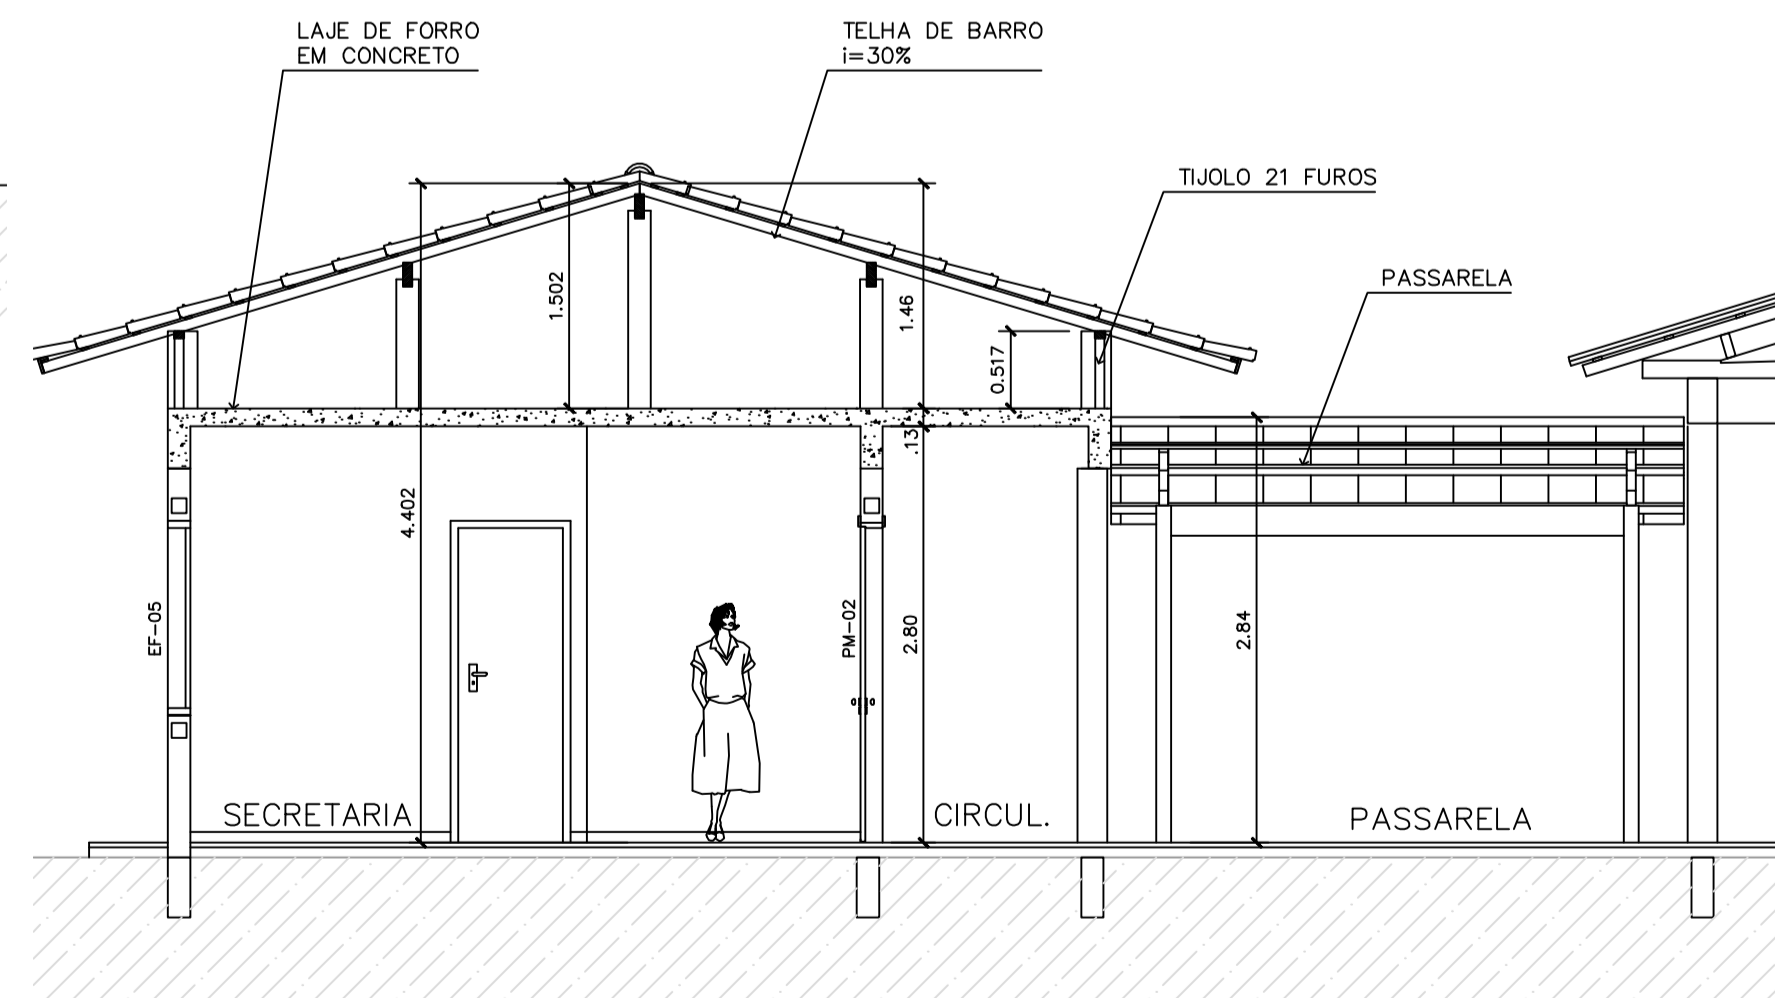 LAJE DE FORRO
EM CONCRETO
TELHA DE BARRO
i=30%
TIJOLO 21 FUROS
PASSARELA
1.502
1.46
0.517
.13
4.402
EF-05
PM-02
2.80
2.84
SECRETARIA
CIRCUL.
PASSARELA